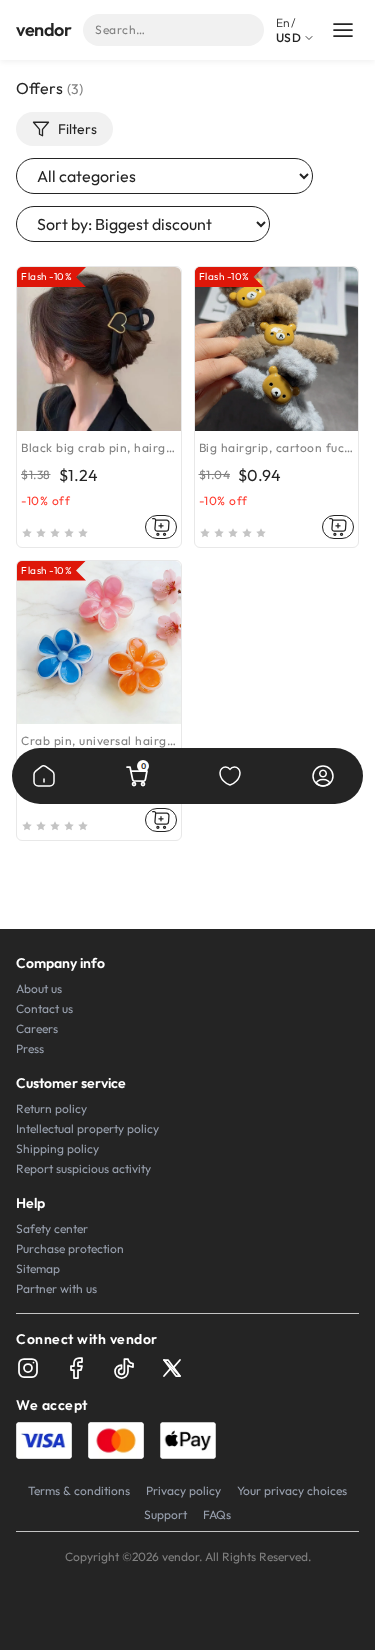 vendor
Search...
En/
USD
Offers (3)
Filters
All categories
Sort by: Biggest discount
Flash -10%
Flash -10%
Black big crab pin, hairg...
Big hairgrip, cartoon fuc...
$1.38 $1.24
$1.04 $0.94
-10% off
-10% off
Flash -10%
Crab pin, universal hairg...
0
Company info
About us
Contact us
Careers
Press
Customer service
Return policy
Intellectual property policy
Shipping policy
Report suspicious activity
Help
Safety center
Purchase protection
Sitemap
Partner with us
Connect with vendor
We accept
VISA
Pay
Terms & conditions Privacy policy Your privacy choices
Support FAQs
Copyright ©2026 vendor. All Rights Reserved.